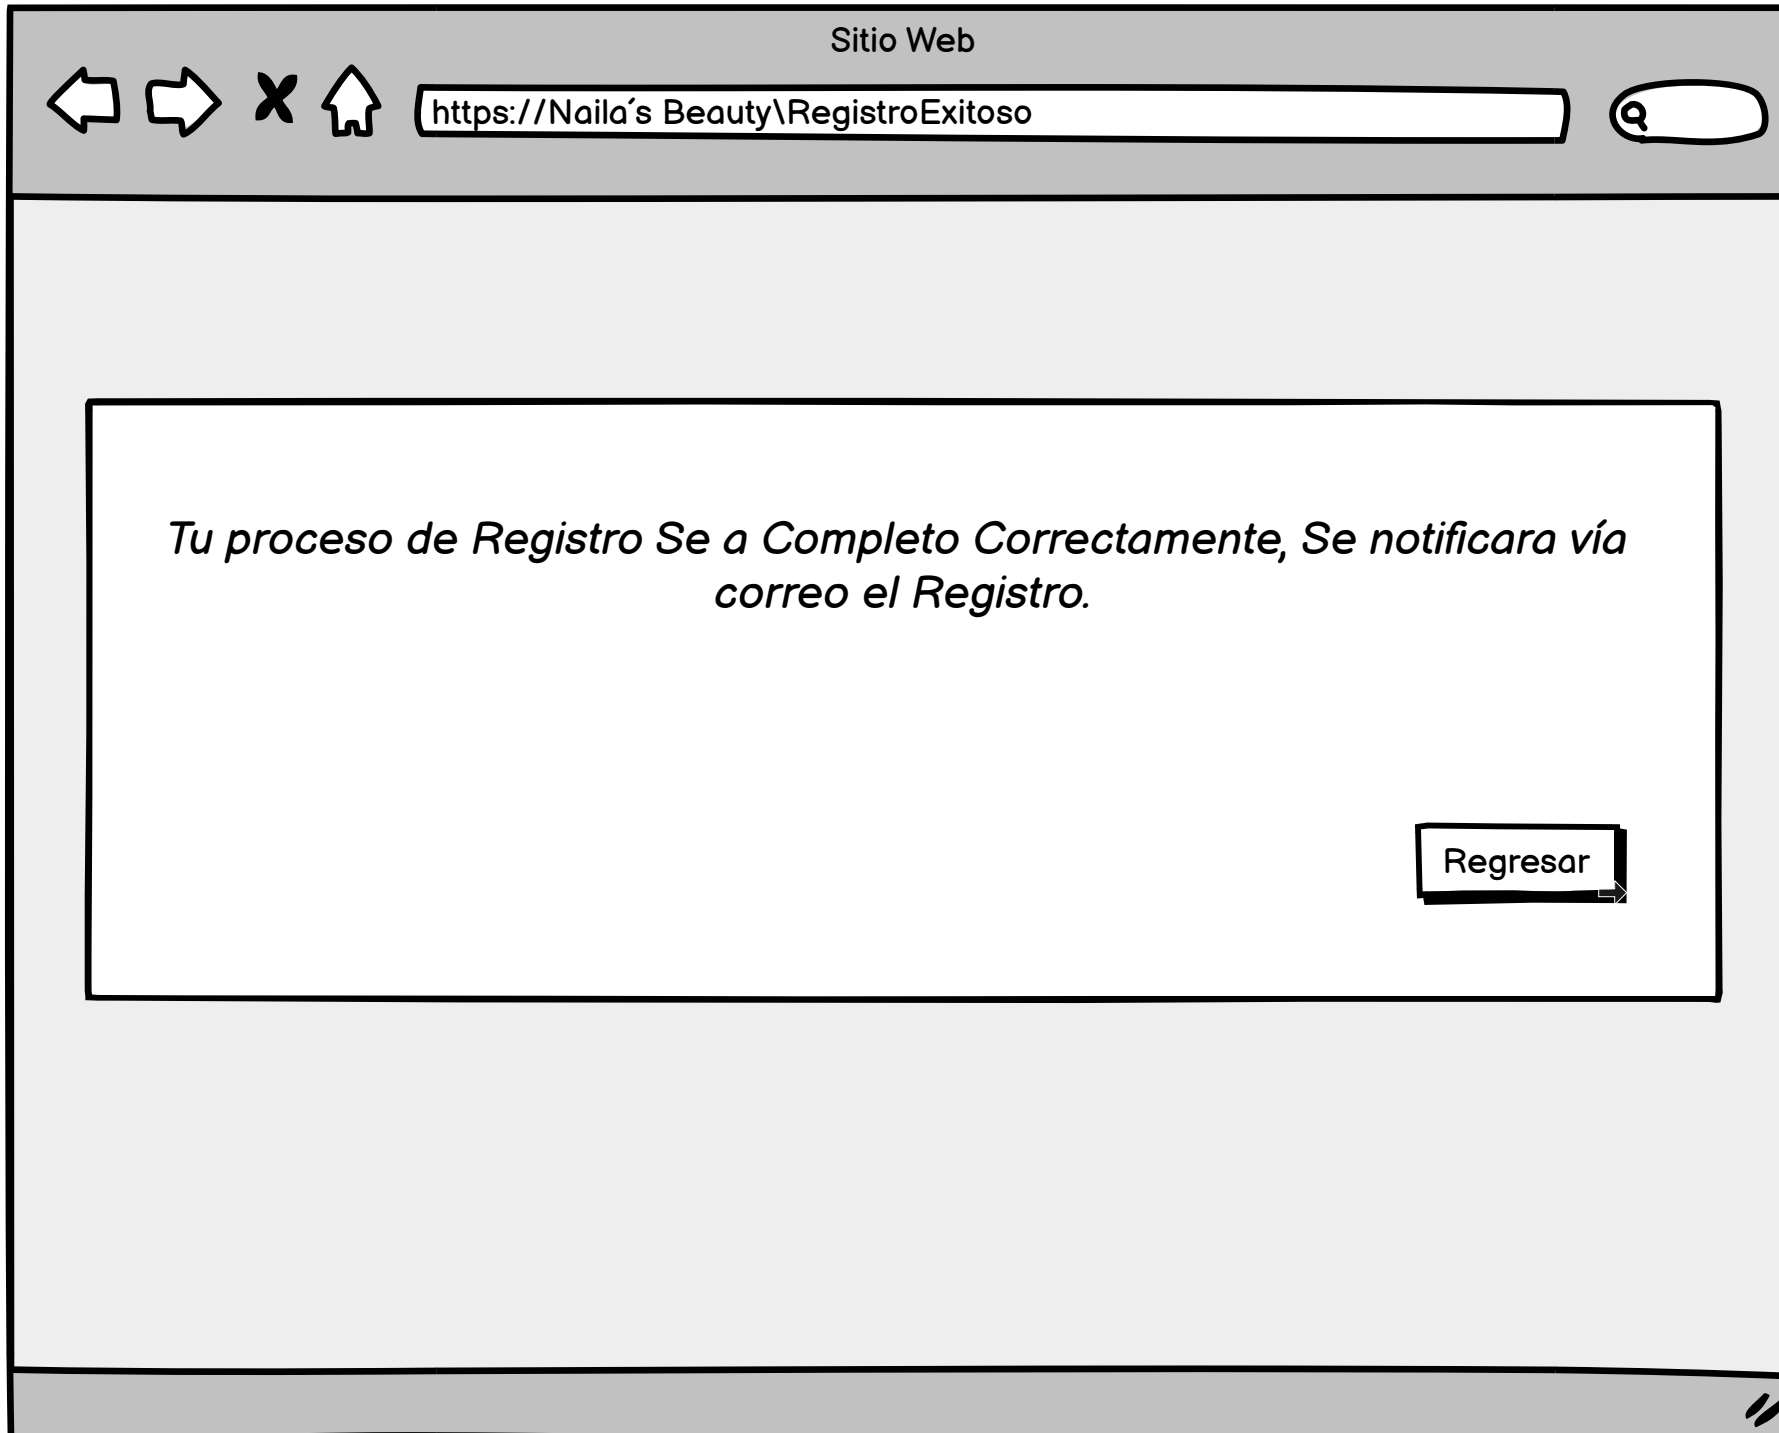 Sitio Web
https://Naila´s Beauty\RegistroExitoso
Tu proceso de Registro Se a Completo Correctamente, Se notificara vía
correo el Registro.
Regresar